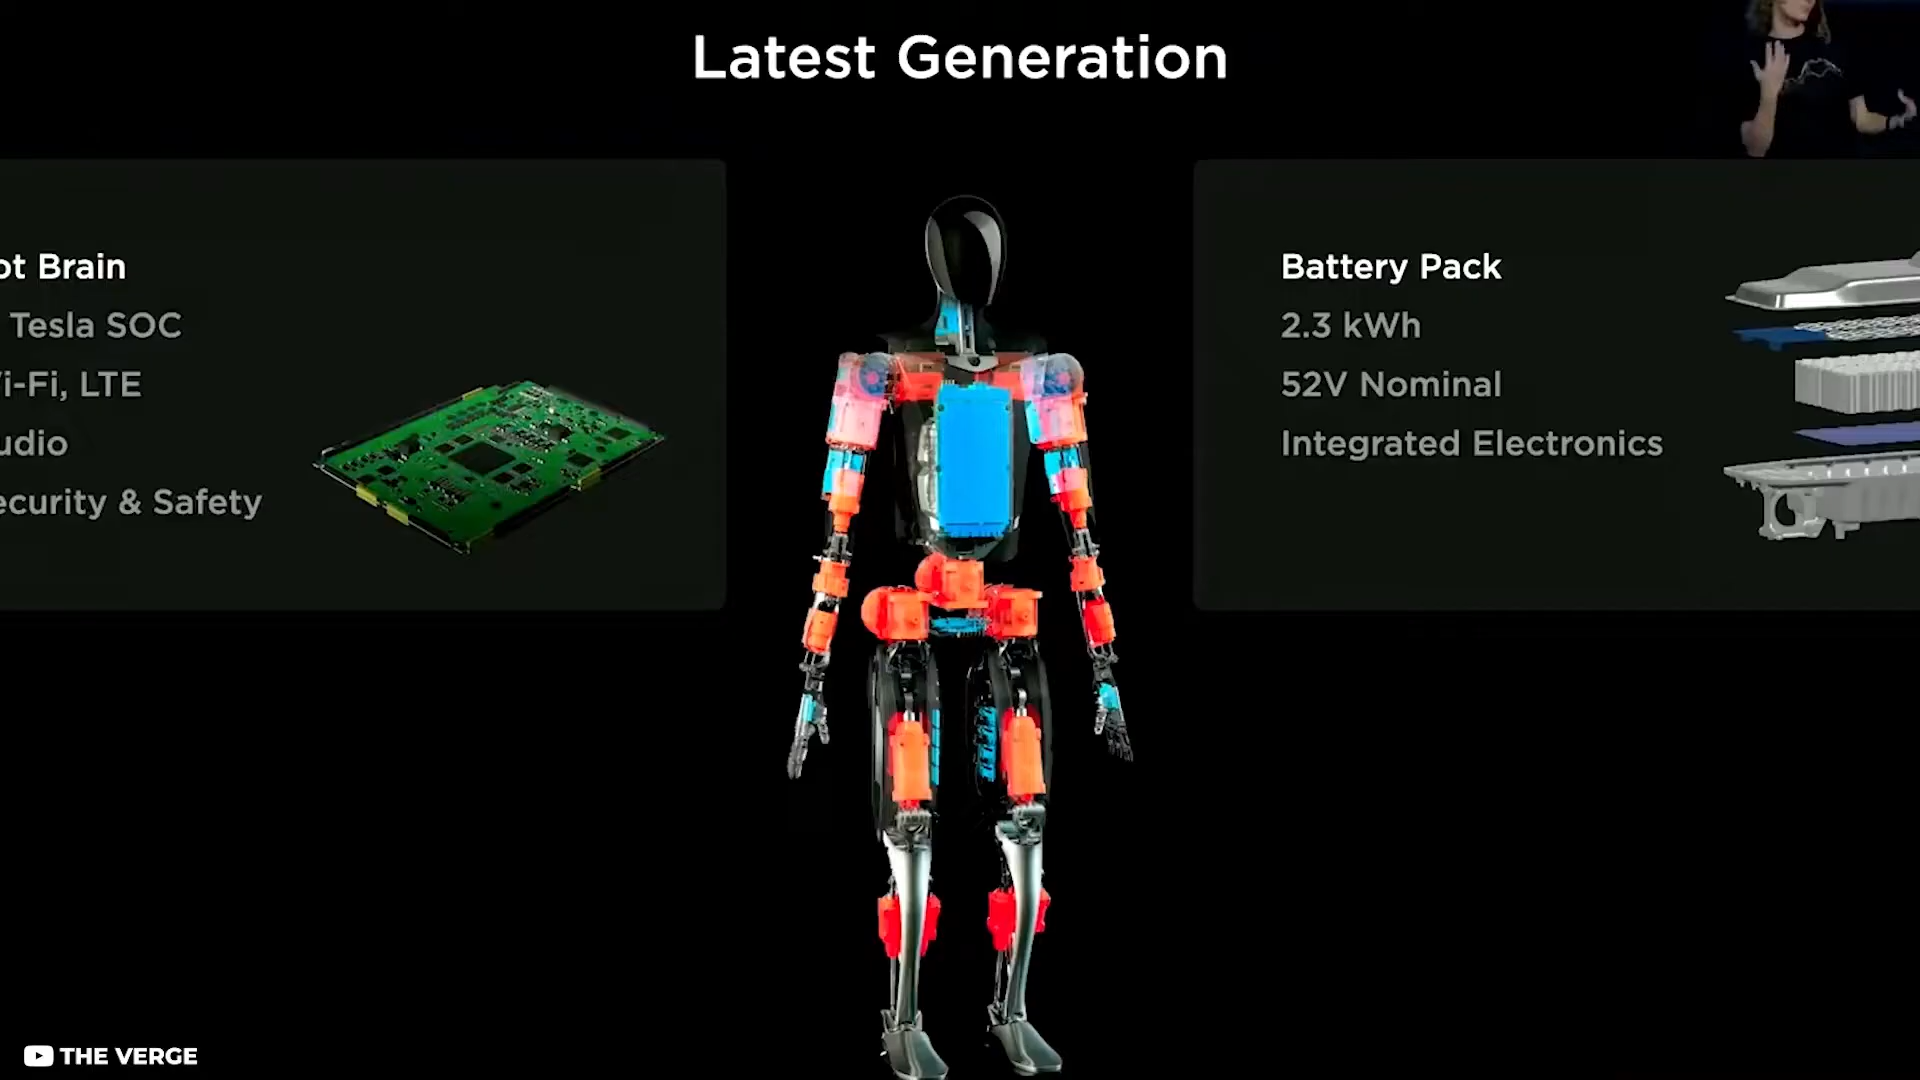 Latest Generation
ot Brain
Tesla SOC
i-Fi, LTE
udio
ecurity & Safety
Battery Pack
2.3 kWh
52V Nominal
Integrated Electronics
THE VERGE